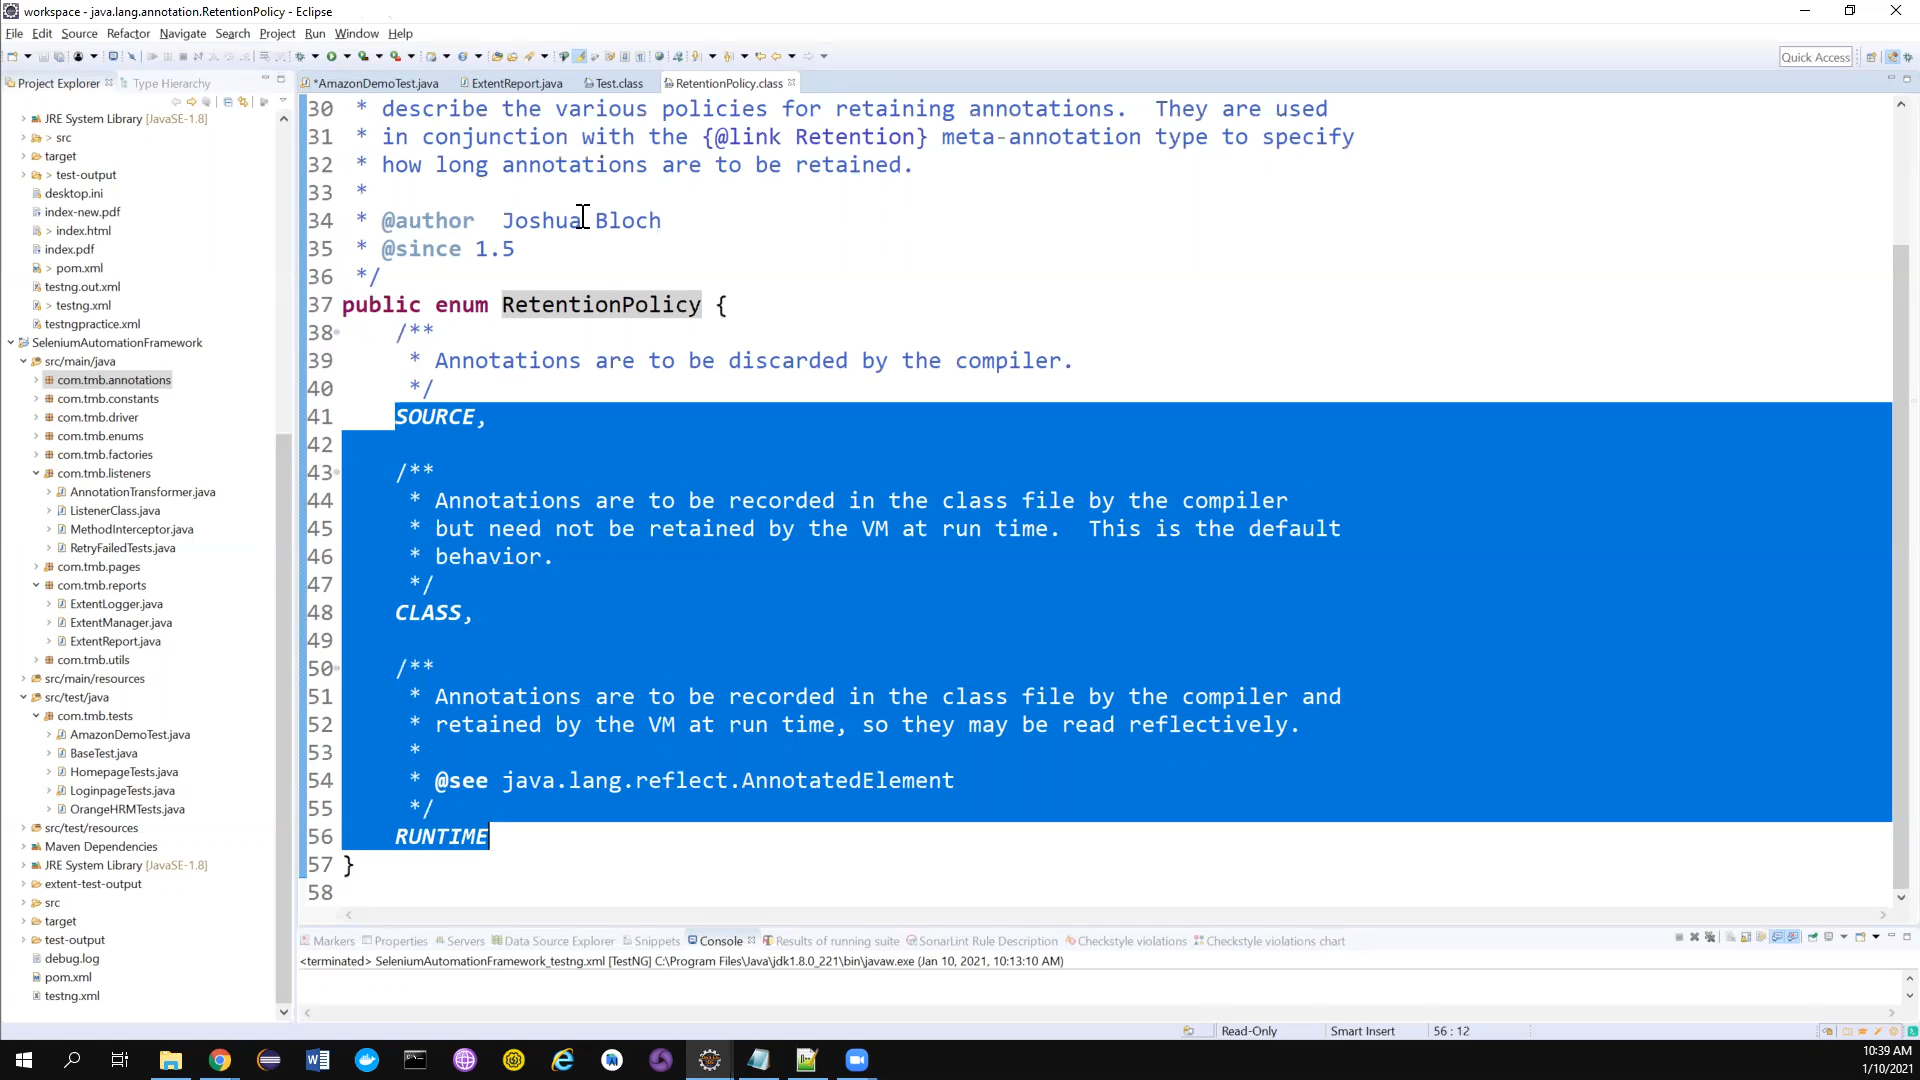 workspace - java.lang.annotation.RetentionPolicy - Eclipse
File Edit Source Refactor Navigate Search Project Run Window Help
Quick Access
Project Explorer Type Hierarchy
*AmazonDemoTest.java ExtentReport.java Test.class RetentionPolicy.class
JRE System Library [JavaSE-1.8]
> src
target
> test-output
desktop.ini
index-new.pdf
> index.html
index.pdf
> pom.xml
testng.out.xml
> testng.xml
testngpractice.xml
SeleniumAutomationFramework
src/main/java
com.tmb.annotations
com.tmb.constants
com.tmb.driver
com.tmb.enums
com.tmb.factories
com.tmb.listeners
AnnotationTransformer.java
ListenerClass.java
MethodInterceptor.java
RetryFailedTests.java
com.tmb.pages
com.tmb.reports
ExtentLogger.java
ExtentManager.java
ExtentReport.java
com.tmb.utils
src/main/resources
src/test/java
com.tmb.tests
AmazonDemoTest.java
BaseTest.java
HomepageTests.java
LoginpageTests.java
OrangeHRMTests.java
src/test/resources
Maven Dependencies
JRE System Library [JavaSE-1.8]
extent-test-output
src
target
test-output
debug.log
pom.xml
testng.xml
30 * describe the various policies for retaining annotations.  They are used
31 * in conjunction with the {@link Retention} meta-annotation type to specify
32 * how long annotations are to be retained.
33 *
34 * @author  Joshua Bloch
35 * @since 1.5
36 */
37 public enum RetentionPolicy {
38 /**
39 * Annotations are to be discarded by the compiler.
40 */
41 SOURCE,
42
43 /**
44 * Annotations are to be recorded in the class file by the compiler
45 * but need not be retained by the VM at run time.  This is the default
46 * behavior.
47 */
48 CLASS,
49
50 /**
51 * Annotations are to be recorded in the class file by the compiler and
52 * retained by the VM at run time, so they may be read reflectively.
53 *
54 * @see java.lang.reflect.AnnotatedElement
55 */
56 RUNTIME
57 }
58
Markers Properties Servers Data Source Explorer Snippets Console Results of running suite SonarLint Rule Description Checkstyle violations Checkstyle violations chart
<terminated> SeleniumAutomationFramework_testng.xml [TestNG] C:\Program Files\Java\jdk1.8.0_221\bin\javaw.exe (Jan 10, 2021, 10:13:10 AM)
Read-Only Smart Insert 56 : 12
10:39 AM
1/10/2021